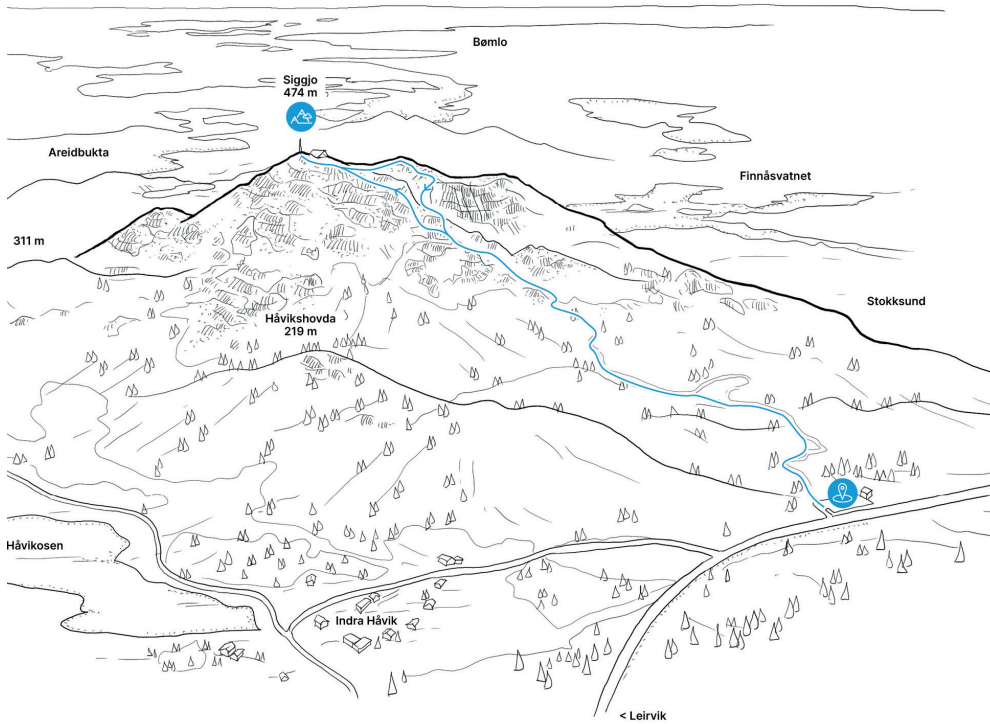 Bømlo
Siggjo
474 m
Areidbukta
Finnåsvatnet
311 m
Stokksund
Håvikshovda
219 m
Håvikosen
Indra Håvik
< Leirvik